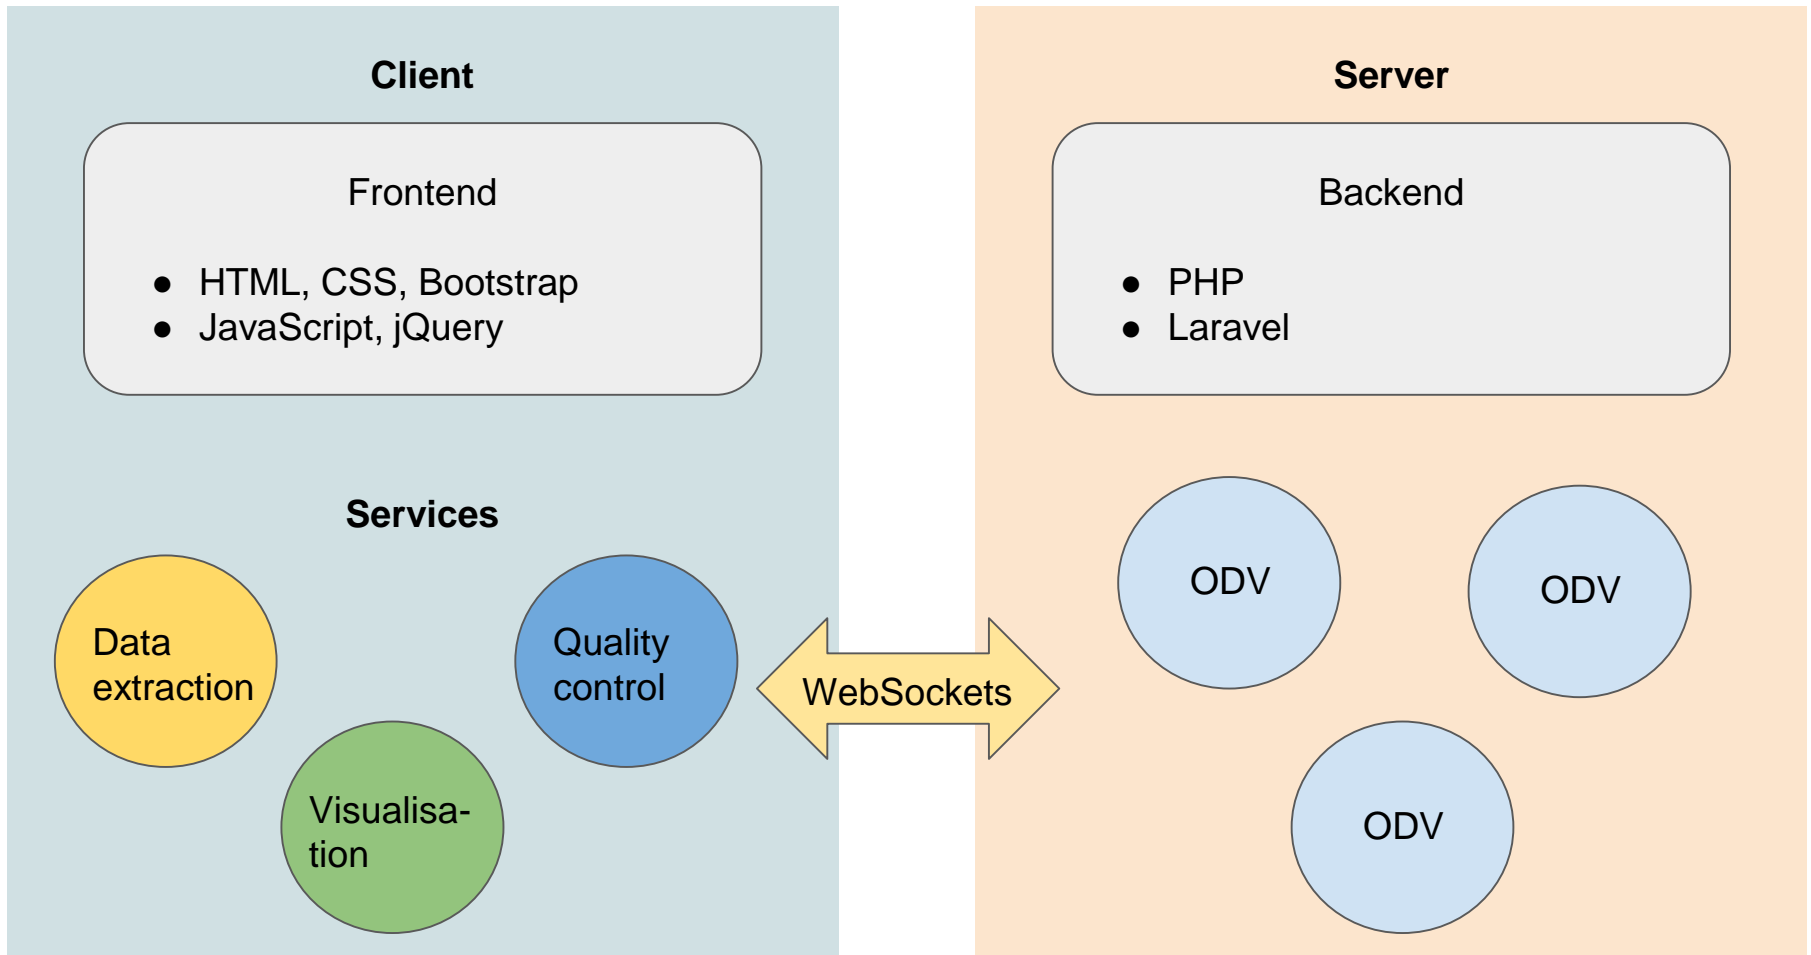 Client
Frontend
● HTML, CSS, Bootstrap
● JavaScript, jQuery
Services
Data
extraction
Quality
control
Visualisa-
tion
WebSockets
Server
Backend
● PHP
● Laravel
ODV
ODV
ODV